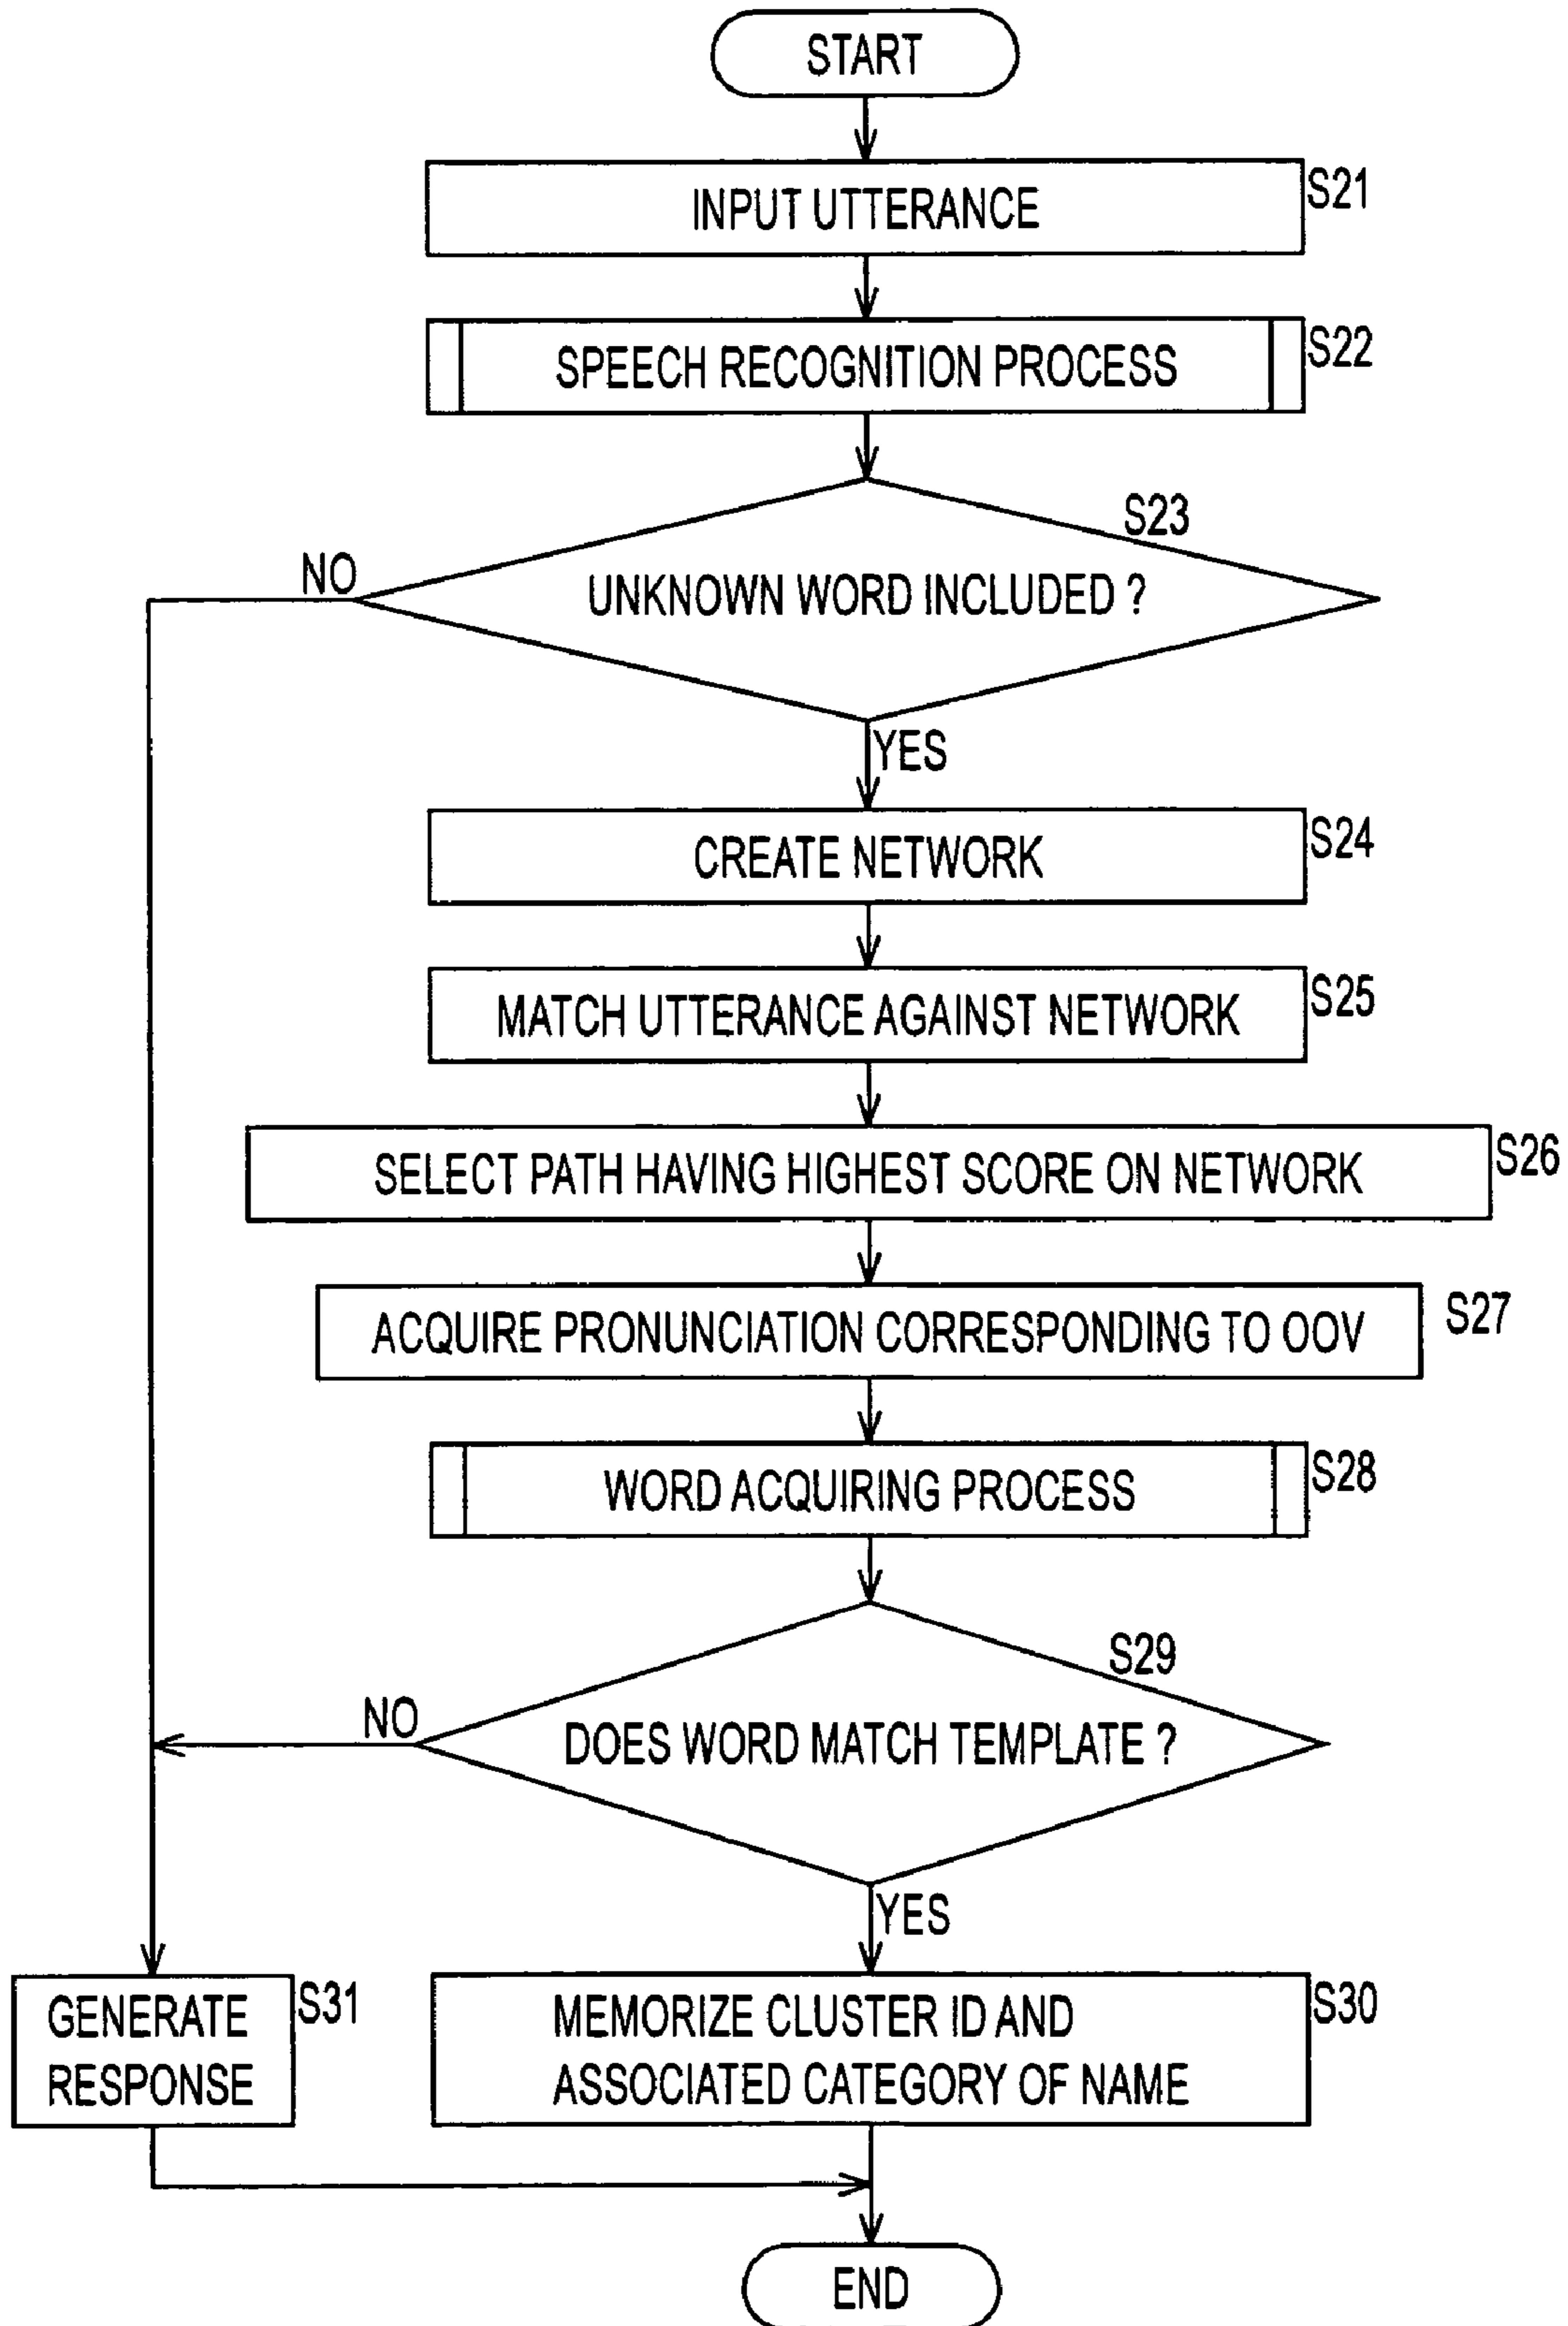 START
INPUT UTTERANCE
S21
SPEECH RECOGNITION PROCESS
S22
S23
NO
UNKNOWN WORD INCLUDED ?
YES
CREATE NETWORK
S24
MATCH UTTERANCE AGAINST NETWORK
S25
SELECT PATH HAVING HIGHEST SCORE ON NETWORK
S26
ACQUIRE PRONUNCIATION CORRESPONDING TO OOV
S27
WORD ACQUIRING PROCESS
S28
S29
NO
DOES WORD MATCH TEMPLATE ?
YES
GENERATE
RESPONSE
S31
MEMORIZE CLUSTER ID AND
ASSOCIATED CATEGORY OF NAME
S30
END